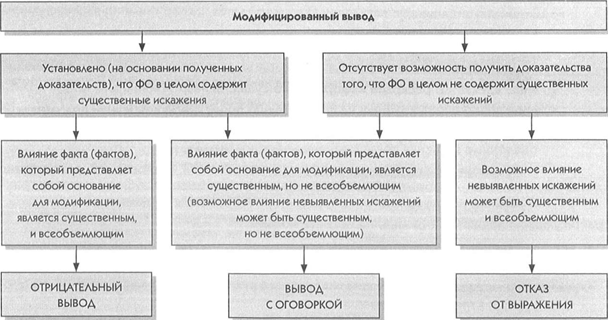 Модифицированный вывод
Установлено (на основании полученных
доказательств), что ФО в целом содержит
существенные искажения
Отсутствует возможность получить доказательства
того, что ФО в целом не содержит существенных
искажений
Влияние факта (фактов),
который представляет
собой основание
для модификации,
является существенным,
и всеобъемлющим
Влияние факта (фактов), который представляет
собой основание для модификации, является
существенным, но не всеобъемлющим
(возможное влияние невыявленных искажений
может быть существенным,
но не всеобъемлющим)
Возможное влияние
невыявленных искажений
может быть существенным
и всеобъемлющим
ОТРИЦАТЕЛЬНЫЙ
ВЫВОД
ВЫВОД
С ОГОВОРКОЙ
ОТКАЗ
ОТ ВЫРАЖЕНИЯ